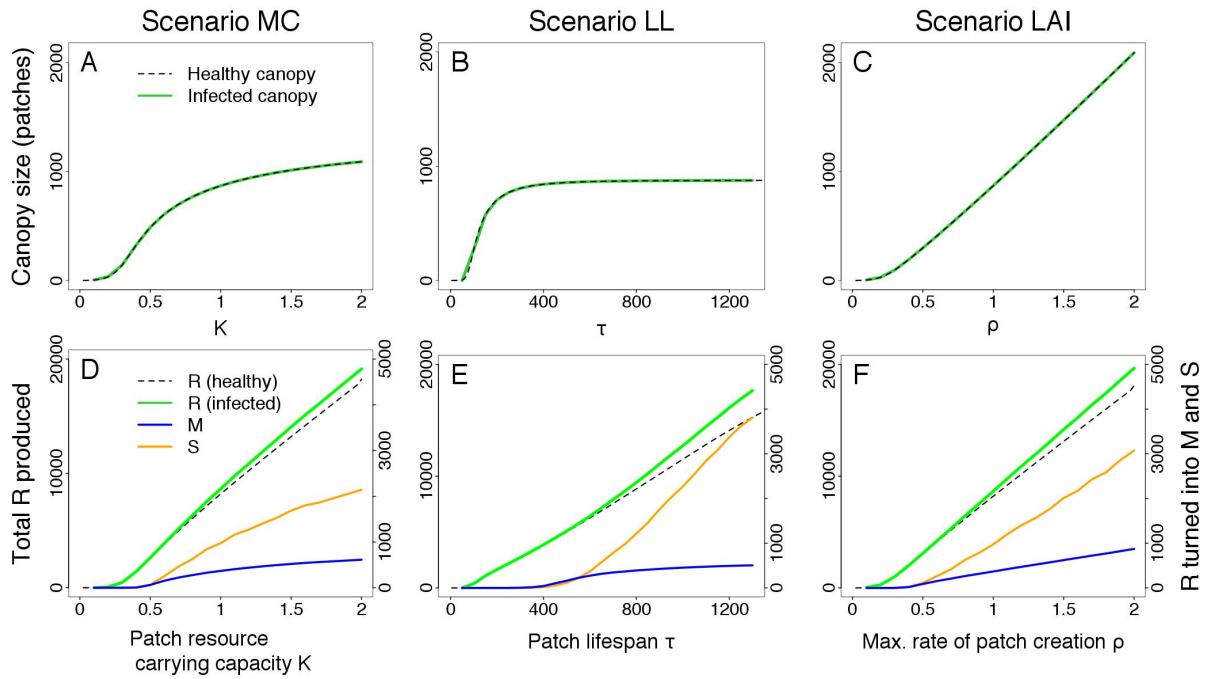 Scenario MC
Scenario LL
Scenario LAI
Canopy size (patches)
A
Healthy canopy
Infected canopy
2000
1000
0
0
0.5
1
1.5
2
K
B
2000
1000
0
0
400
800
1200
τ
C
2000
1000
0
0
0.5
1
1.5
2
ρ
Total R produced
D
R (healthy)
R (infected)
M
S
20000
10000
0
5000
3000
1000
0
0
0.5
1
1.5
2
Patch resource
carrying capacity K
E
20000
10000
0
5000
3000
1000
0
0
400
800
1200
Patch lifespan τ
F
20000
10000
0
5000
3000
1000
0
0
0.5
1
1.5
2
Max. rate of patch creation ρ
R turned into M and S